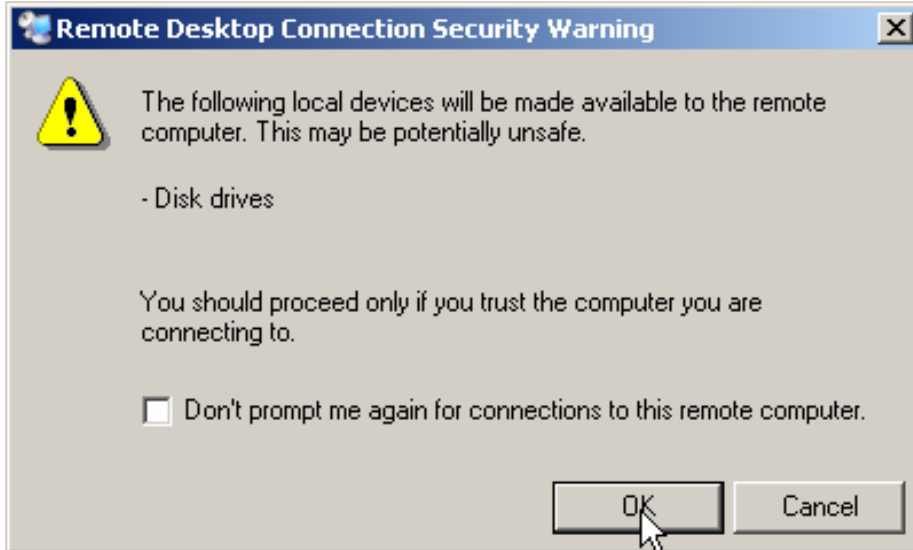 Remote Desktop Connection Security Warning
The following local devices will be made available to the remote
computer. This may be potentially unsafe.
- Disk drives
You should proceed only if you trust the computer you are
connecting to.
Don't prompt me again for connections to this remote computer.
OK Cancel